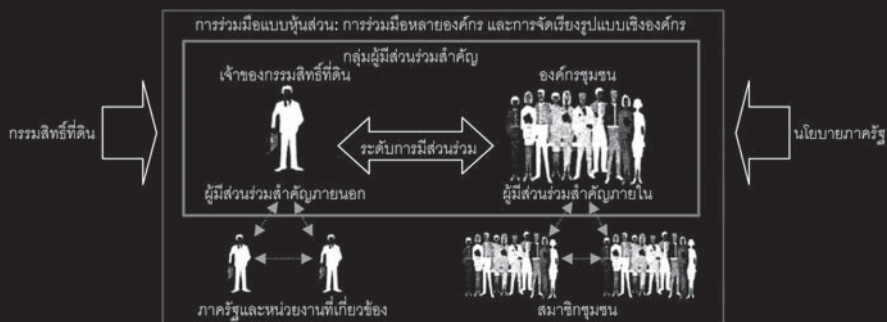 การร่วมมือแบบหุ้นส่วน: การร่วมมือหลายองค์กร และการจัดเรียงรูปแบบเชิงองค์กร
กลุ่มผู้มีส่วนร่วมสำคัญ
เจ้าของกรรมสิทธิ์ที่ดิน
องค์กรชุมชน
กรรมสิทธิ์ที่ดิน
ระดับการมีส่วนร่วม
นโยบายภาครัฐ
ผู้มีส่วนร่วมสำคัญภายนอก
ผู้มีส่วนร่วมสำคัญภายใน
ภาครัฐและหน่วยงานที่เกี่ยวข้อง
สมาชิกชุมชน